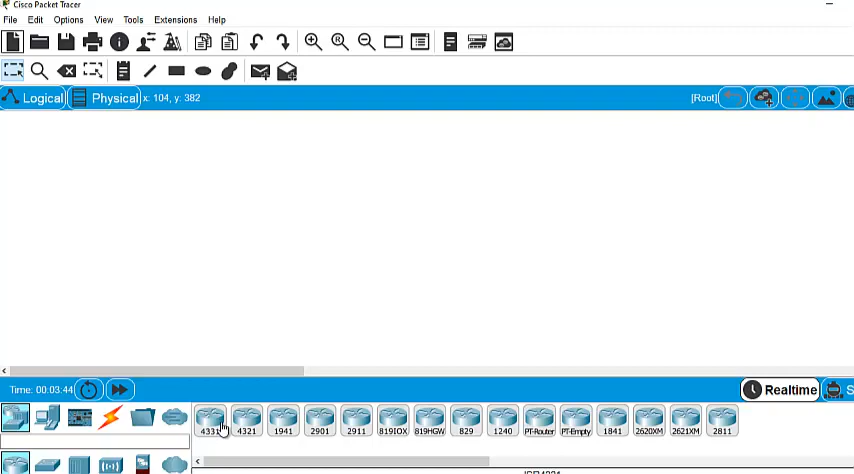 Cisco Packet Tracer
File Edit Options View Tools Extensions Help
Logical Physical x: 104, y: 382 [Root]
Time: 00:03:44 Realtime S
4331 4321 1941 2901 2911 819IOX 819HGW 829 1240 PT-Router PT-Empty 1841 2620XM 2621XM 2811